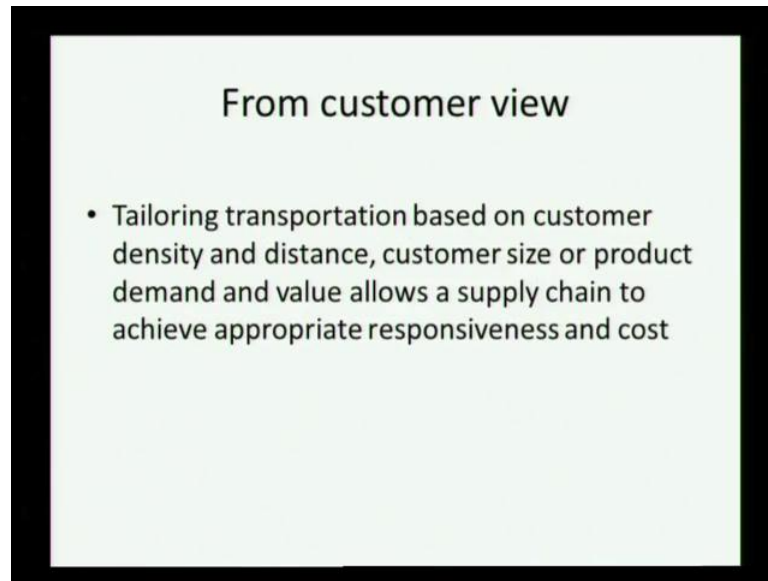 From customer view
• Tailoring transportation based on customer
density and distance, customer size or product
demand and value allows a supply chain to
achieve appropriate responsiveness and cost